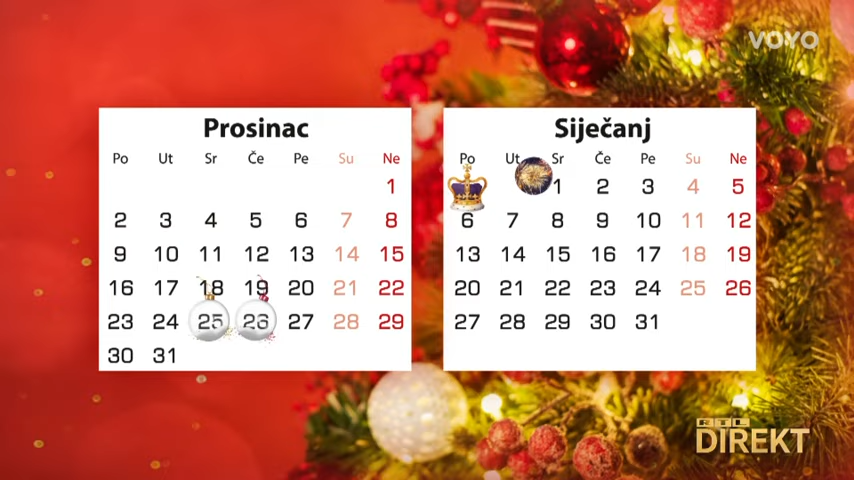 VOYO
Prosinac
Po Ut Sr Če Pe Su Ne
1
2 3 4 5 6 7 8
9 10 11 12 13 14 15
16 17 18 19 20 21 22
23 24 25 26 27 28 29
30 31
Siječanj
Po Ut Sr Če Pe Su Ne
1 2 3 4 5
6 7 8 9 10 11 12
13 14 15 16 17 18 19
20 21 22 23 24 25 26
27 28 29 30 31
RTL
DIREKT